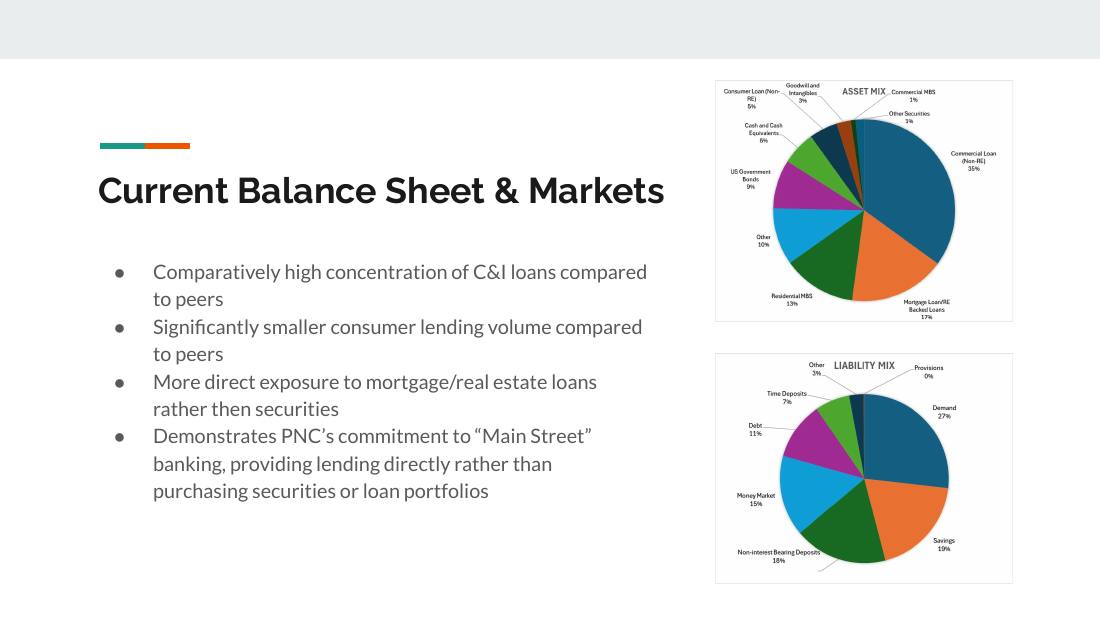 Current Balance Sheet & Markets
● Comparatively high concentration of C&I loans compared
to peers
● Significantly smaller consumer lending volume compared
to peers
● More direct exposure to mortgage/real estate loans
rather then securities
● Demonstrates PNC’s commitment to “Main Street”
banking, providing lending directly rather than
purchasing securities or loan portfolios
ASSET MIX
Commercial MBS
1%
Other Securities
1%
Commercial Loan
(Non-RE)
35%
Mortgage Loan/RE
Backed Loans
17%
Residential MBS
13%
Other
10%
US Government
Bonds
9%
Cash and Cash
Equivalents
6%
Consumer Loan (Non-
RE)
5%
Goodwill and
Intangibles
3%
LIABILITY MIX
Provisions
0%
Demand
27%
Savings
19%
Non-interest Bearing Deposits
18%
Money Market
15%
Debt
11%
Time Deposits
7%
Other
3%